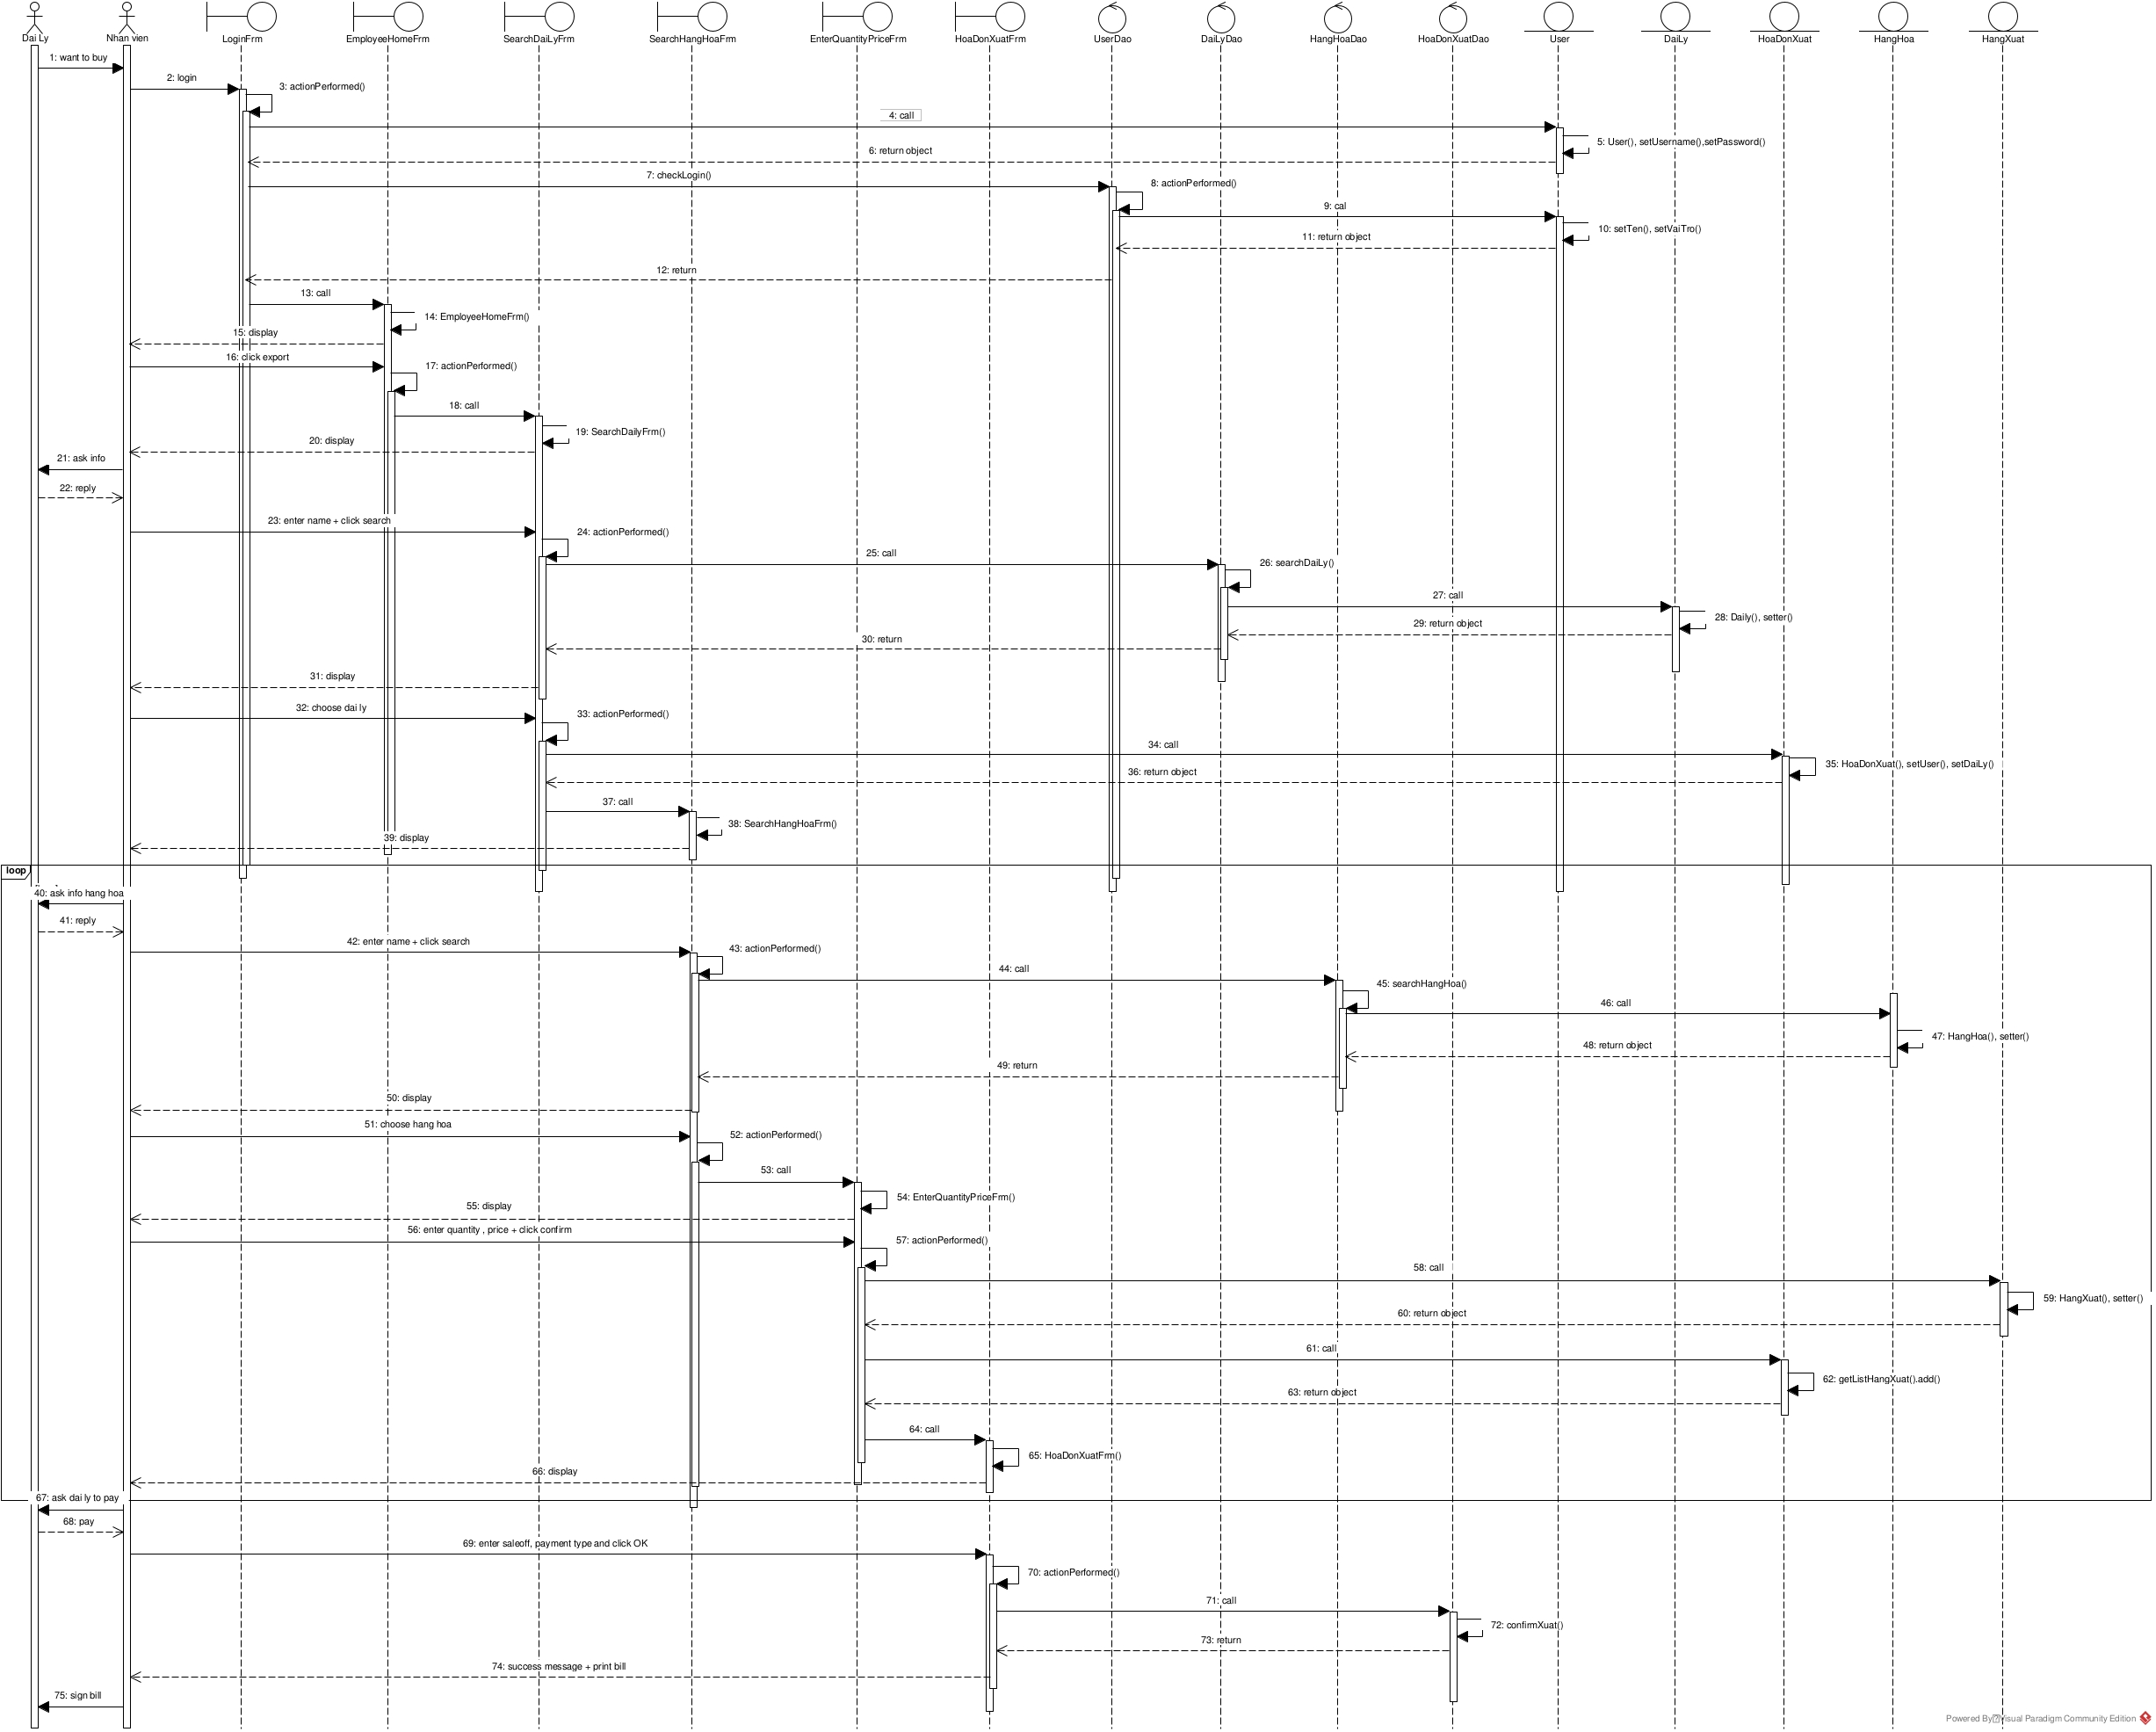 Dai Ly
Nhan vien
LoginFrm
EmployeeHomeFrm
SearchDaiLyFrm
SearchHangHoaFrm
EnterQuantityPriceFrm
HoaDonXuatFrm
UserDao
DaiLyDao
HangHoaDao
HoaDonXuatDao
User
DaiLy
HoaDonXuat
HangHoa
HangXuat
1: want to buy
2: login
3: actionPerformed()
4: call
5: User(), setUsername(),setPassword()
6: return object
7: checkLogin()
8: actionPerformed()
9: cal
10: setTen(), setVaiTro()
11: return object
12: return
13: call
14: EmployeeHomeFrm()
15: display
16: click export
17: actionPerformed()
18: call
19: SearchDailyFrm()
20: display
21: ask info
22: reply
23: enter name + click search
24: actionPerformed()
25: call
26: searchDaiLy()
27: call
28: Daily(), setter()
29: return object
30: return
31: display
32: choose dai ly
33: actionPerformed()
34: call
35: HoaDonXuat(), setUser(), setDaiLy()
36: return object
37: call
38: SearchHangHoaFrm()
39: display
loop
40: ask info hang hoa
41: reply
42: enter name + click search
43: actionPerformed()
44: call
45: searchHangHoa()
46: call
47: HangHoa(), setter()
48: return object
49: return
50: display
51: choose hang hoa
52: actionPerformed()
53: call
54: EnterQuantityPriceFrm()
55: display
56: enter quantity , price + click confirm
57: actionPerformed()
58: call
59: HangXuat(), setter()
60: return object
61: call
62: getListHangXuat().add()
63: return object
64: call
65: HoaDonXuatFrm()
66: display
67: ask dai ly to pay
68: pay
69: enter saleoff, payment type and click OK
70: actionPerformed()
71: call
72: confirmXuat()
73: return
74: success message + print bill
75: sign bill
Powered By Visual Paradigm Community Edition